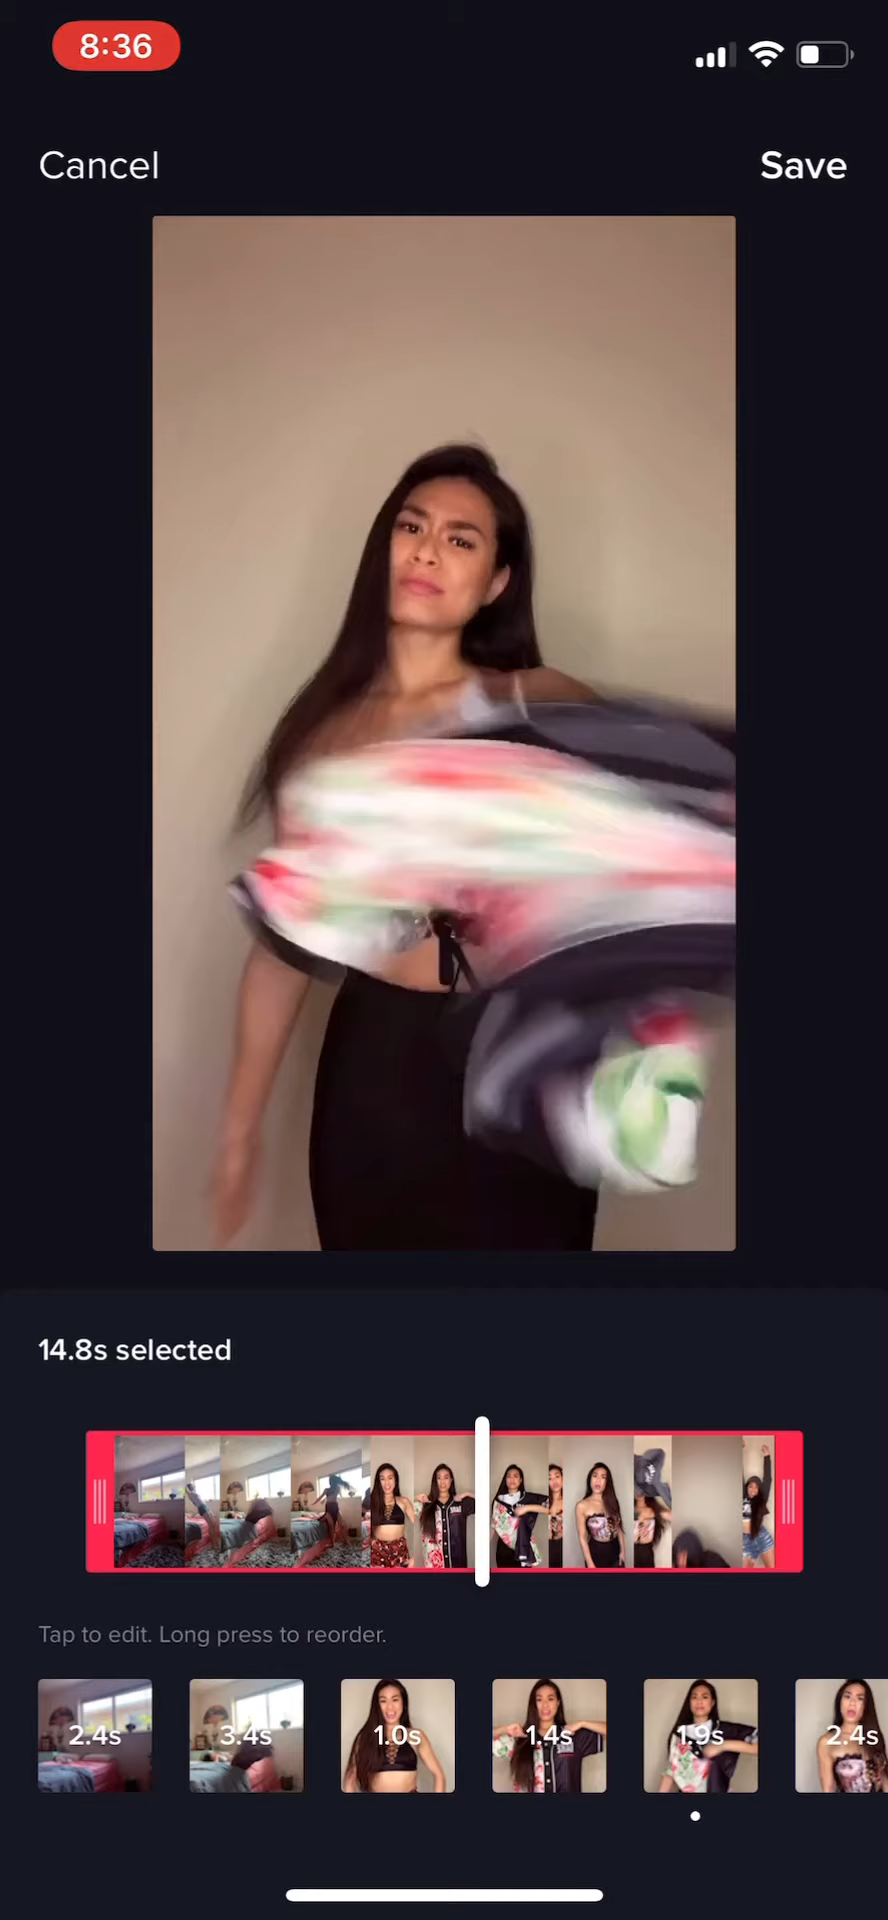 8:36
Cancel
Save
14.8s selected
Tap to edit. Long press to reorder.
2.4s
3.4s
1.0s
1.4s
1.9s
2.4s